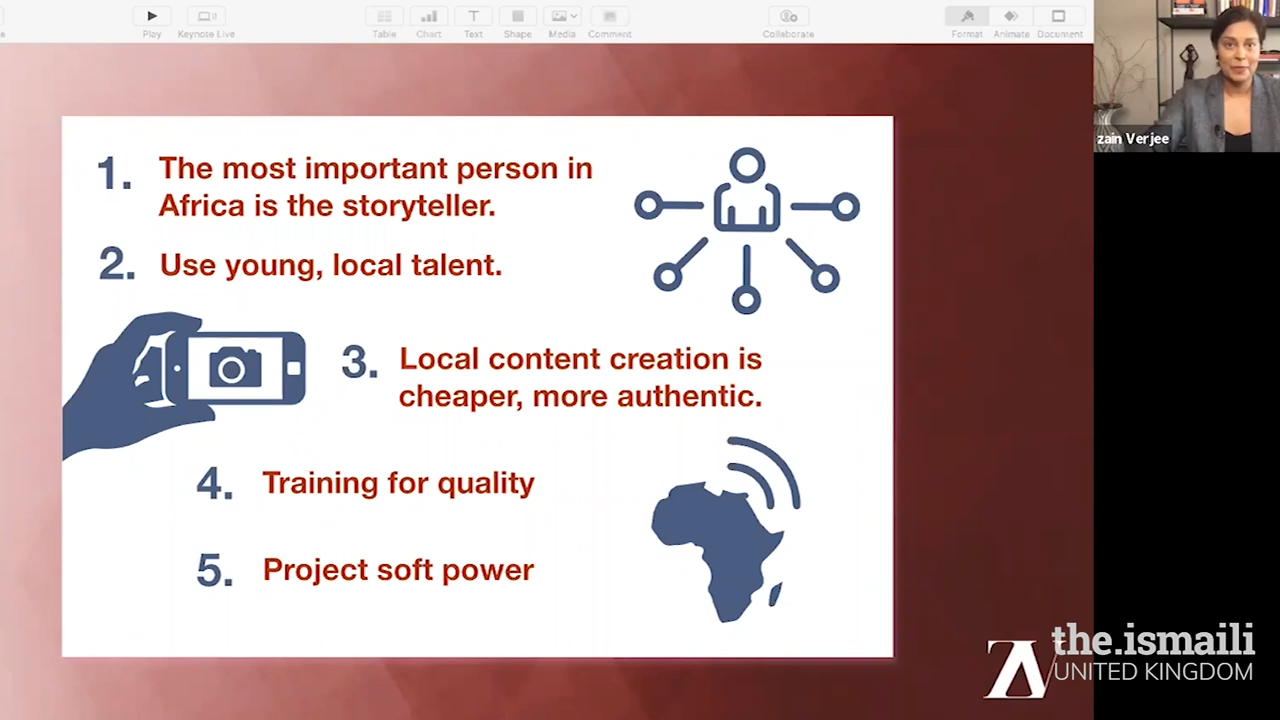 Play
Keynote Live
Table
Chart
Text
Shape
Media
Comment
Collaborate
Format
Animate
Document
zain Verjee
1. The most important person in
Africa is the storyteller.
2. Use young, local talent.
3. Local content creation is
cheaper, more authentic.
4. Training for quality
5. Project soft power
the.ismaili
UNITED KINGDOM